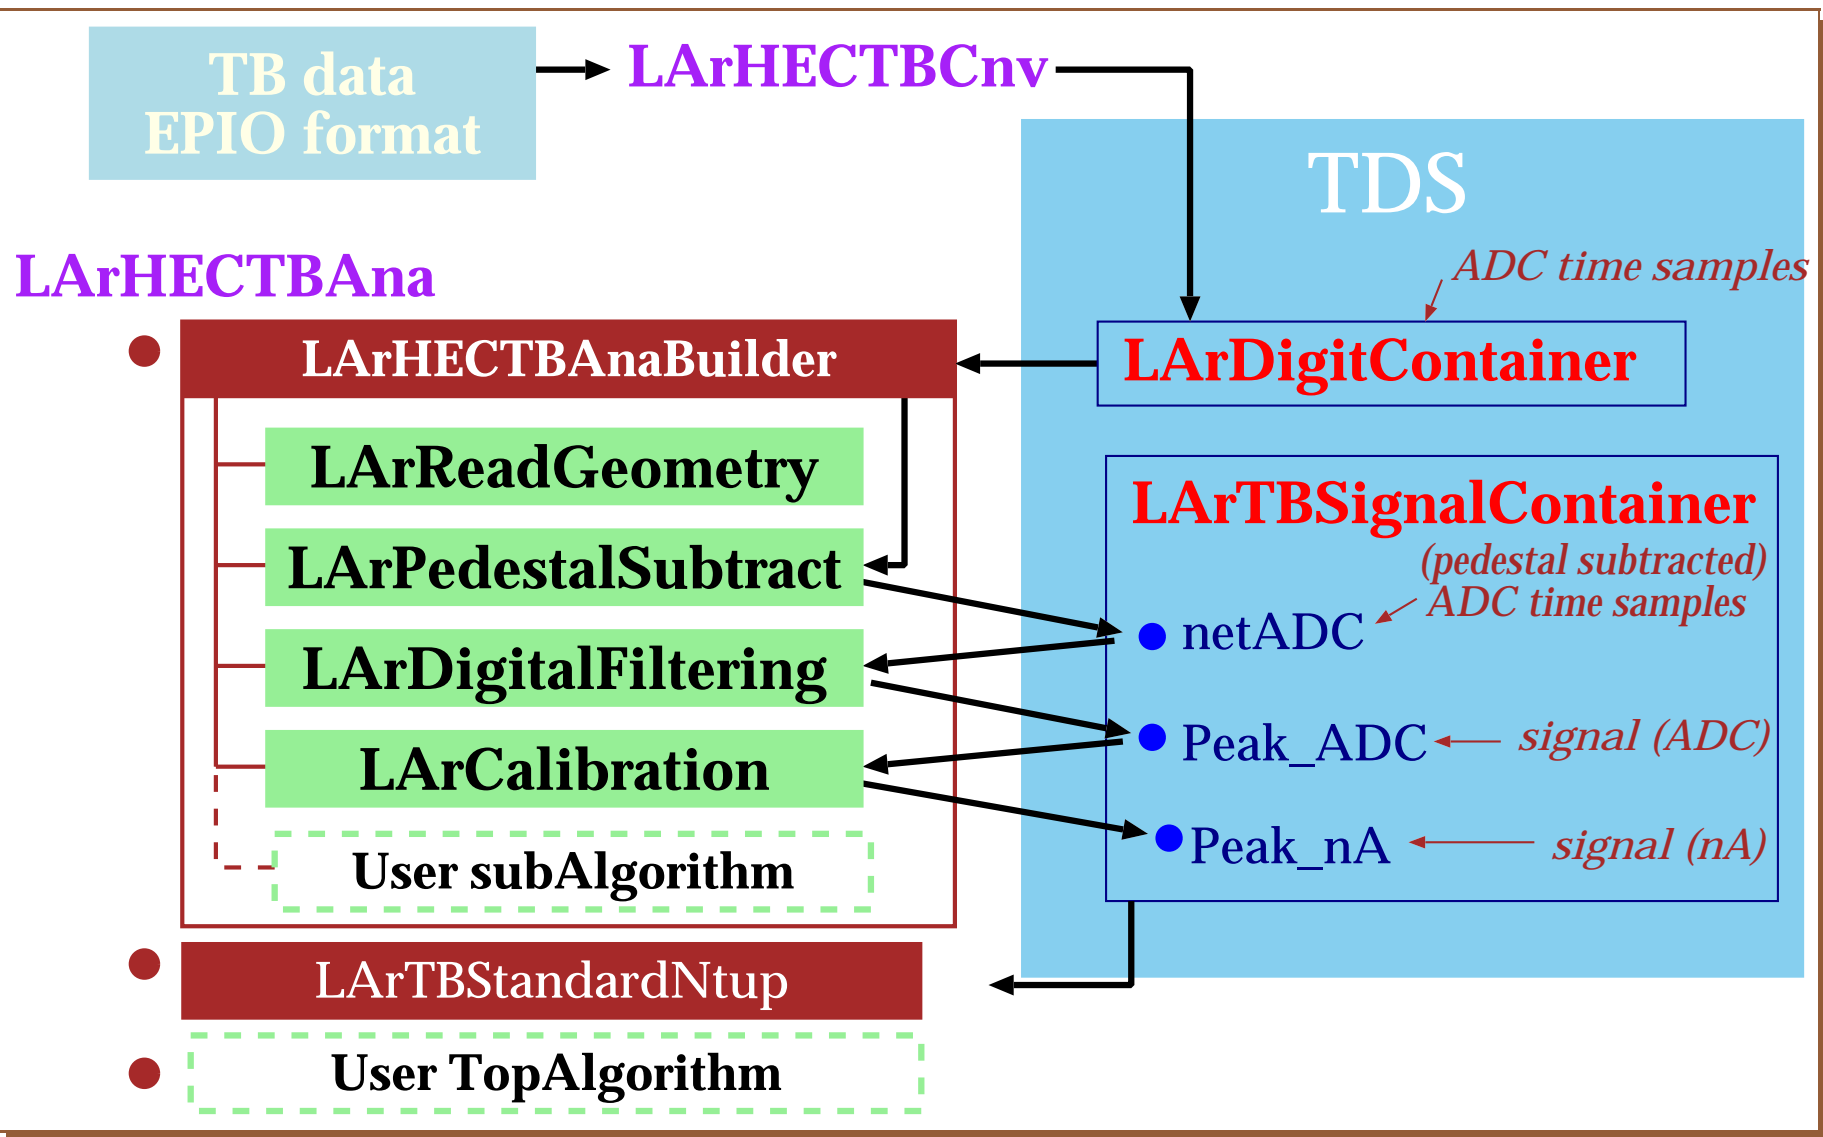 TB data
EPIO format
LArHECTBCnv
TDS
ADC time samples
LArDigitContainer
LArHECTBAna
LArHECTBAnaBuilder
LArReadGeometry
LArPedestalSubtract
LArDigitalFiltering
LArCalibration
User subAlgorithm
LArTBSignalContainer
(pedestal subtracted)
ADC time samples
netADC
Peak_ADC
signal (ADC)
Peak_nA
signal (nA)
LArTBStandardNtup
User TopAlgorithm